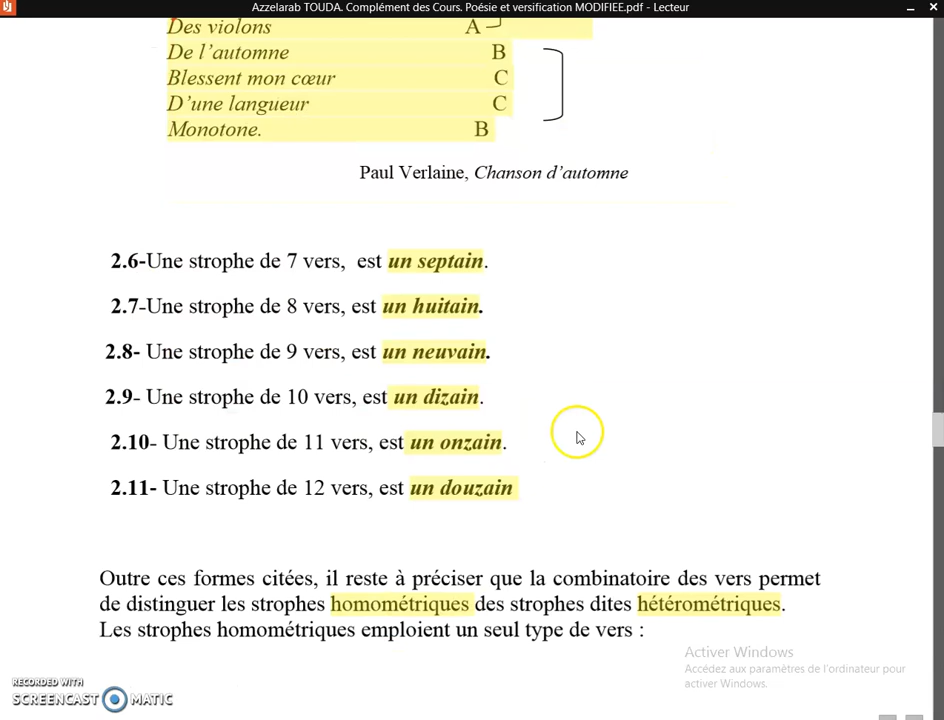 Azzelarab TOUDA. Complément des Cours. Poésie et versification MODIFIEE.pdf - Lecteur
Des violons A
De l’automne B
Blessent mon cœur C
D’une langueur C
Monotone. B
Paul Verlaine, Chanson d’automne
2.6-Une strophe de 7 vers, est un septain.
2.7-Une strophe de 8 vers, est un huitain.
2.8- Une strophe de 9 vers, est un neuvain.
2.9- Une strophe de 10 vers, est un dizain.
2.10- Une strophe de 11 vers, est un onzain.
2.11- Une strophe de 12 vers, est un douzain
Outre ces formes citées, il reste à préciser que la combinatoire des vers permet
de distinguer les strophes homométriques des strophes dites hétérométriques.
Les strophes homométriques emploient un seul type de vers :
Activer Windows
Accédez aux paramètres de l'ordinateur pour
activer Windows.
RECORDED WITH
SCREENCAST MATIC